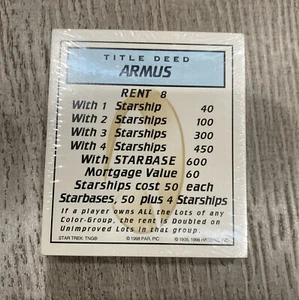 TITLE DEED
ARMUS
RENT 8
With 1 Starship 40
With 2 Starships 100
With 3 Starships 300
With 4 Starships 450
With STARBASE 600
Mortgage Value 60
Starships cost 50 each
Starbases, 50 plus 4 Starships
If a player owns ALL the Lots of any
Color-Group, the rent is Doubled on
Unimproved Lots in that group.
STAR TREK: TNG® ©1998 PAR. PIC © 1935, 1998